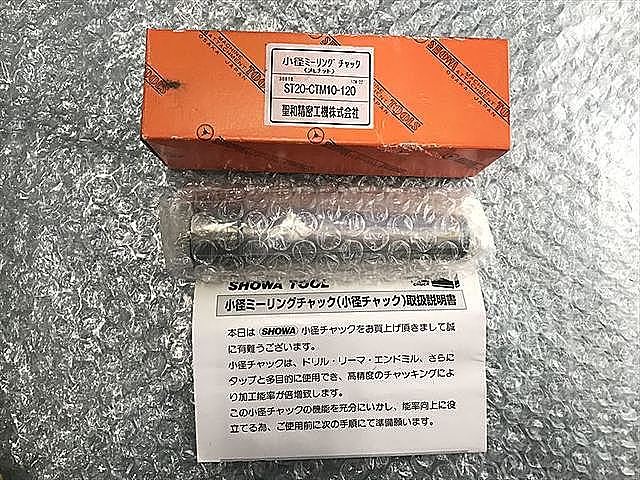 小径ミーリングチャック
ST20-CTM10-120
聖和精密工機株式会社
SHOWA TOOLS
OSAKA JAPAN
SHOWA TOOL
小径ミーリングチャック(小径チャック)取扱説明書
本日は SHOWA 小径チャックをお買上げ頂きまして誠
に有難うございます。
小径チャックは、ドリル・リーマ・エンドミル、さらに
タップと多目的に使用でき、高精度のチャッキングによ
り加工能率が倍増致します。
この小径チャックの機能を充分にいかし、能率向上に役
立てる為、ご使用前に次の手順にて準備願います。